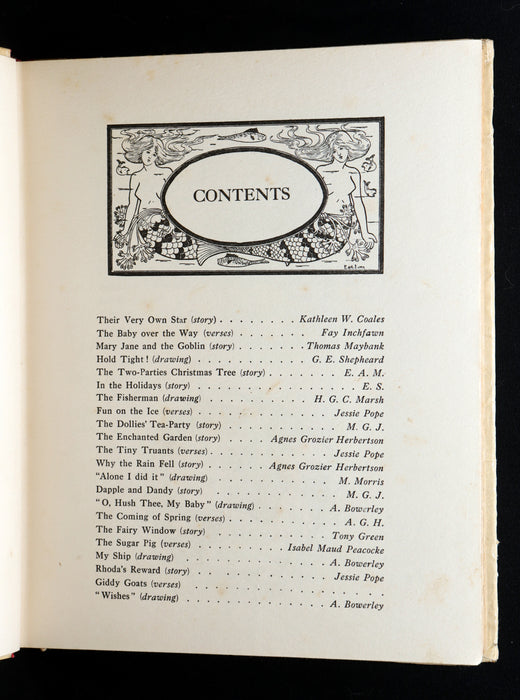 CONTENTS
Their Very Own Star (story) . . . . . . . . Kathleen W. Coales
The Baby over the Way (verses) . . . . . . . Fay Inchfawn
Mary Jane and the Goblin (story) . . . . . . Thomas Maybank
Hold Tight! (drawing) . . . . . . . . . G. E. Shepheard
The Two-Parties Christmas Tree (story) . . . . . . . E. A. M.
In the Holidays (story) . . . . . . . . . . . . E. S.
The Fisherman (drawing) . . . . . . . . . H. G. C. Marsh
Fun on the Ice (verses) . . . . . . . . . . Jessie Pope
The Dollies' Tea-Party (story) . . . . . . . . . M. G. J.
The Enchanted Garden (story) . . . . Agnes Grozier Herbertson
The Tiny Truants (verses) . . . . . . . . . Jessie Pope
Why the Rain Fell (story) . . . . . Agnes Grozier Herbertson
"Alone I did it" (drawing) . . . . . . . . . M. Morris
Dapple and Dandy (story) . . . . . . . . . . M. G. J.
"O, Hush Thee, My Baby" (drawing) . . . . . . A. Bowerley
The Coming of Spring (verses) . . . . . . . . . A. G. H.
The Fairy Window (story) . . . . . . . . . Tony Green
The Sugar Pig (verses) . . . . . . . Isabel Maud Peacocke
My Ship (drawing) . . . . . . . . . . . A. Bowerley
Rhoda's Reward (story) . . . . . . . . . . Jessie Pope
Giddy Goats (verses) . . . . . . . . . . . . . .
"Wishes" (drawing) . . . . . . . . . . . A. Bowerley